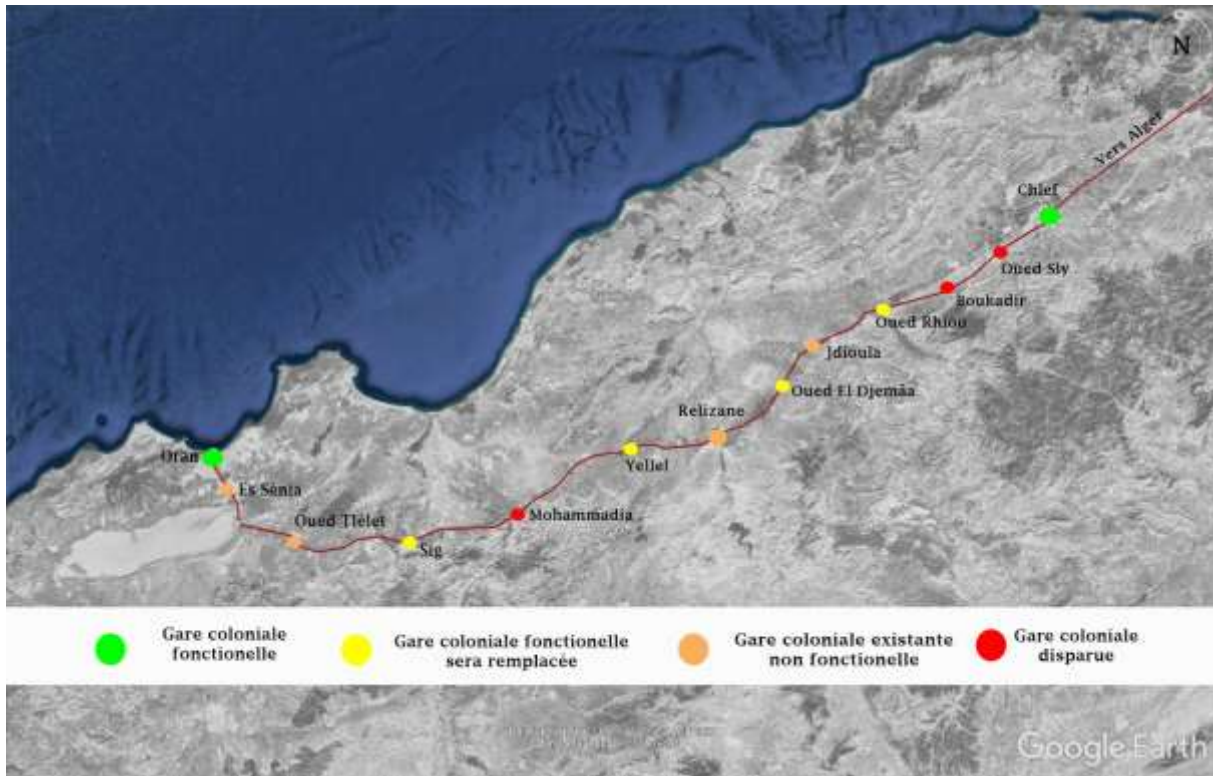 N
Vers Alger
Chlef
Oued Sly
Boukadir
Oued Rhiou
Jdioula
Oued El Djemâa
Relizane
Yellel
Mohammadia
Sig
Oued Tlélet
Es Sénia
Oran
Gare coloniale
fonctionelle
Gare coloniale fonctionelle
sera remplacée
Gare coloniale existante
non fonctionelle
Gare coloniale
disparue
Google Earth